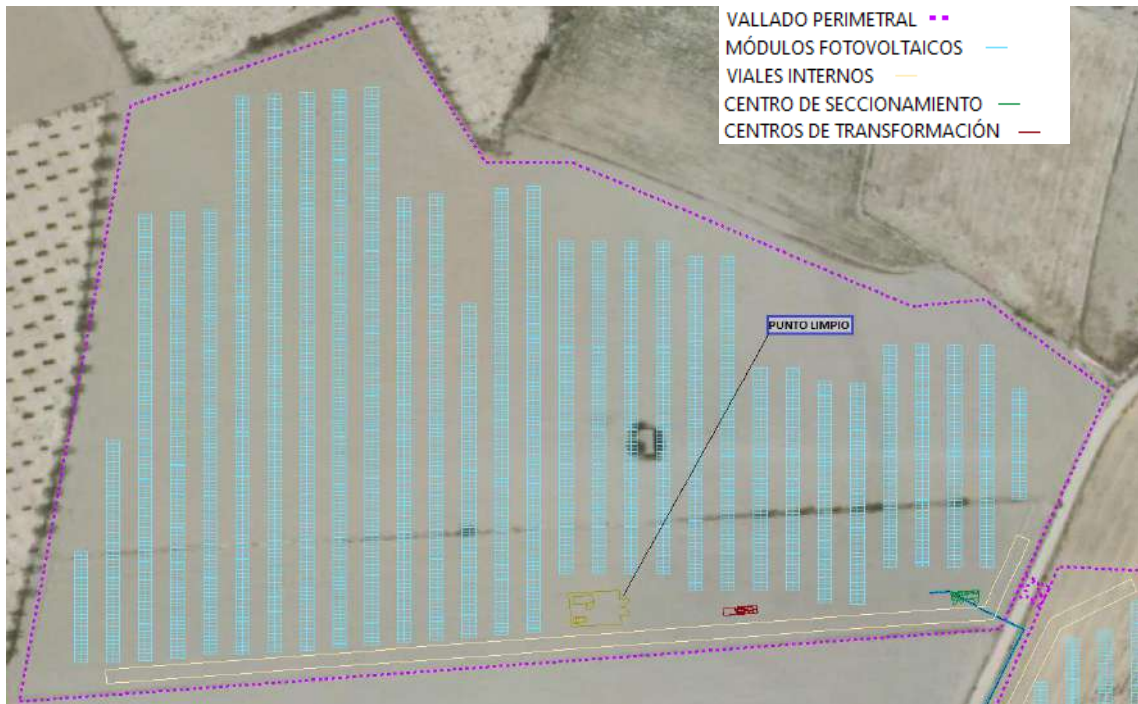 VALLADO PERIMETRAL
MÓDULOS FOTOVOLTAICOS
VIALES INTERNOS
CENTRO DE SECCIONAMIENTO
CENTROS DE TRANSFORMACIÓN
PUNTO LIMPIO